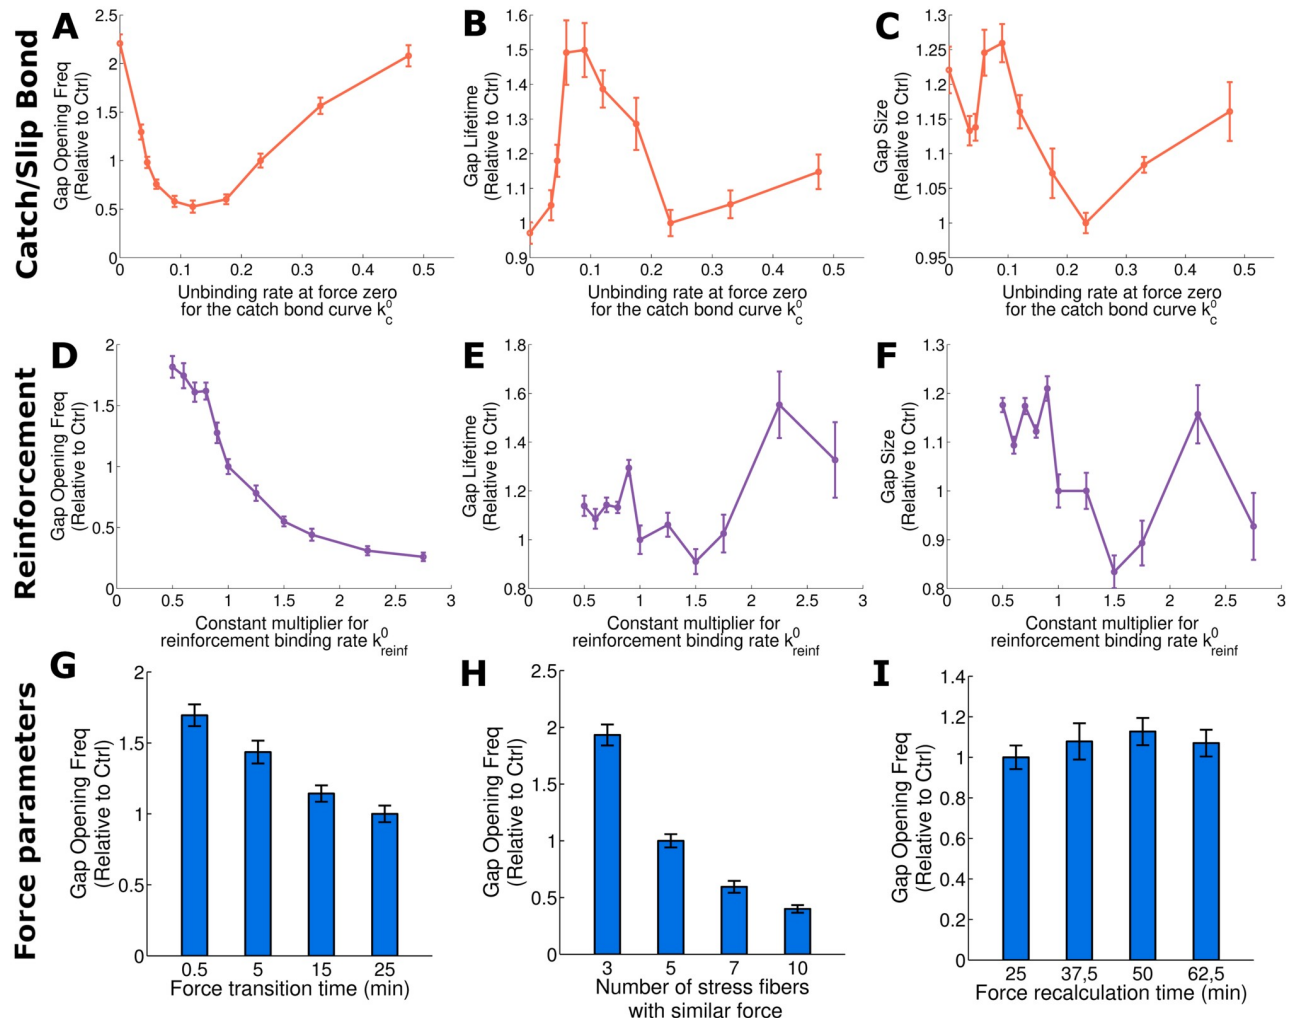 Catch/Slip Bond
A
Gap Opening Freq
(Relative to Ctrl)
2.5
2
1.5
1
0.5
0
0 0.1 0.2 0.3 0.4 0.5
Unbinding rate at force zero
for the catch bond curve k_c^0
B
Gap Lifetime
(Relative to Ctrl)
1.6
1.5
1.4
1.3
1.2
1.1
1
0.9
0 0.1 0.2 0.3 0.4 0.5
Unbinding rate at force zero
for the catch bond curve k_c^0
C
Gap Size
(Relative to Ctrl)
1.3
1.25
1.2
1.15
1.1
1.05
1
0.95
0 0.1 0.2 0.3 0.4 0.5
Unbinding rate at force zero
for the catch bond curve k_c^0
Reinforcement
D
Gap Opening Freq
(Relative to Ctrl)
2
1.5
1
0.5
0
0 0.5 1 1.5 2 2.5 3
Constant multiplier for
reinforcement binding rate k_reinf^0
E
Gap Lifetime
(Relative to Ctrl)
1.8
1.6
1.4
1.2
1
0.8
0 0.5 1 1.5 2 2.5 3
Constant multiplier for
reinforcement binding rate k_reinf^0
F
Gap Size
(Relative to Ctrl)
1.3
1.2
1.1
1
0.9
0.8
0 0.5 1 1.5 2 2.5 3
Constant multiplier for
reinforcement binding rate k_reinf^0
Force parameters
G
Gap Opening Freq
(Relative to Ctrl)
2
1.5
1
0.5
0
0.5 5 15 25
Force transition time (min)
H
Gap Opening Freq
(Relative to Ctrl)
2.5
2
1.5
1
0.5
0
3 5 7 10
Number of stress fibers
with similar force
I
Gap Opening Freq
(Relative to Ctrl)
1.4
1.2
1
0.8
0.6
0.4
0.2
0
25 37,5 50 62,5
Force recalculation time (min)